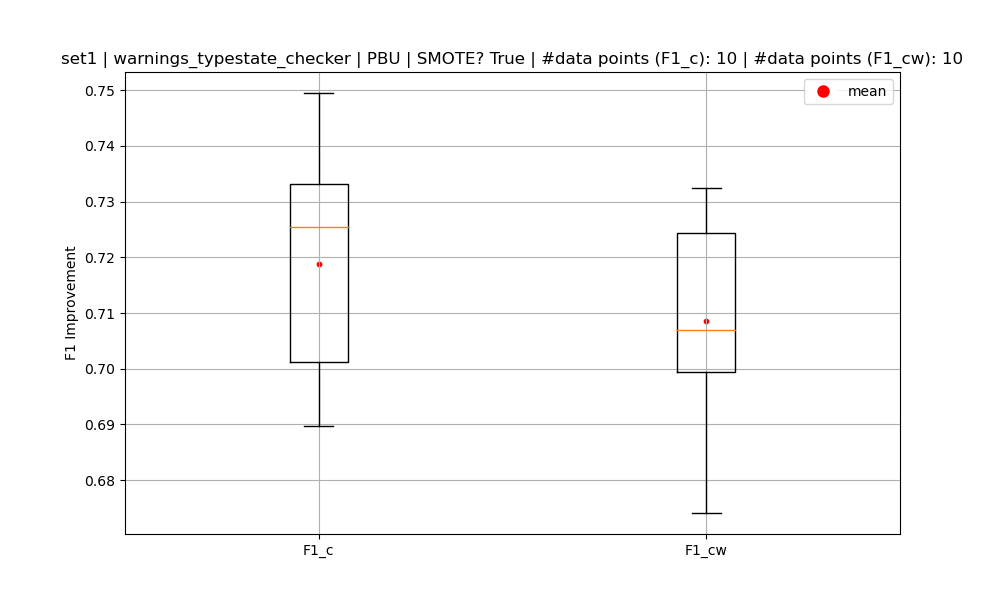 set1 | warnings_typestate_checker | PBU | SMOTE? True | #data points (F1_c): 10 | #data points (F1_cw): 10
mean
0.75
0.74
0.73
0.72
0.71
0.70
0.69
0.68
F1 Improvement
F1_c
F1_cw